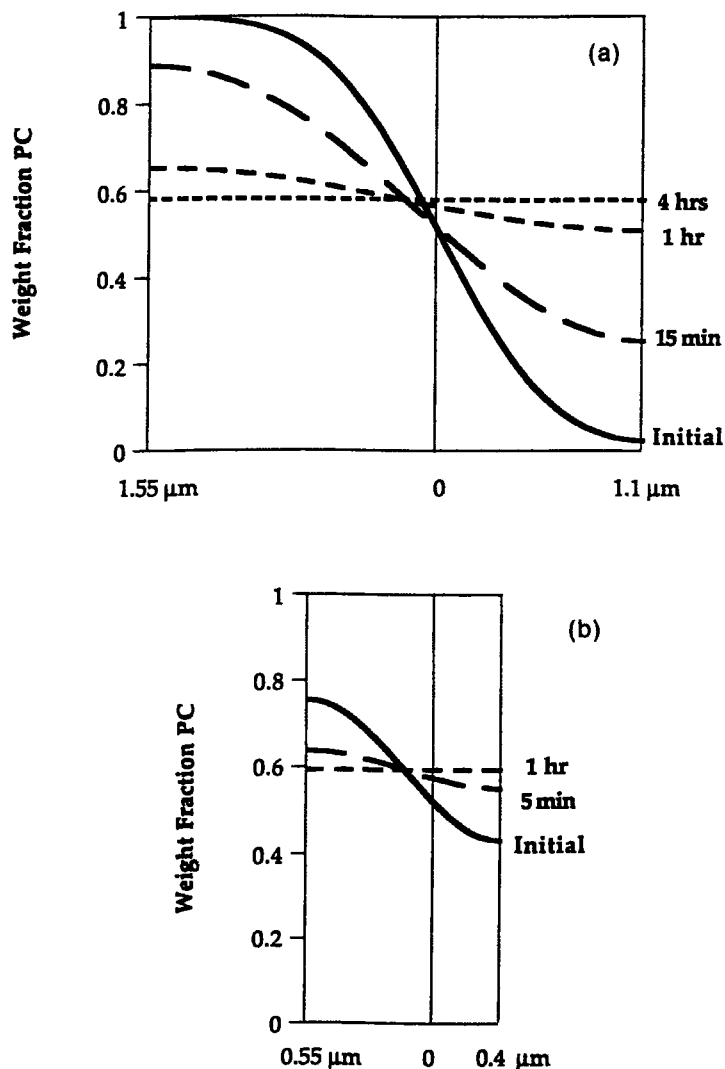 (a)
Weight Fraction PC
1
0.8
0.6
0.4
0.2
0
4 hrs
1 hr
15 min
Initial
1.55 µm
0
1.1 µm
(b)
Weight Fraction PC
1
0.8
0.6
0.4
0.2
0
1 hr
5 min
Initial
0.55 µm
0
0.4 µm